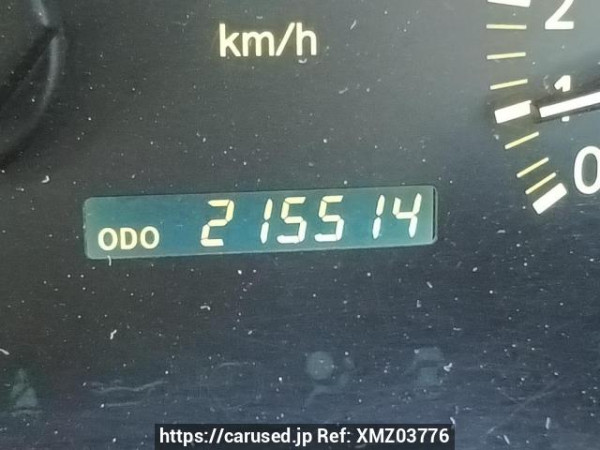 km/h
2
1
0
ODO 215514
https://carused.jp Ref: XMZ03776